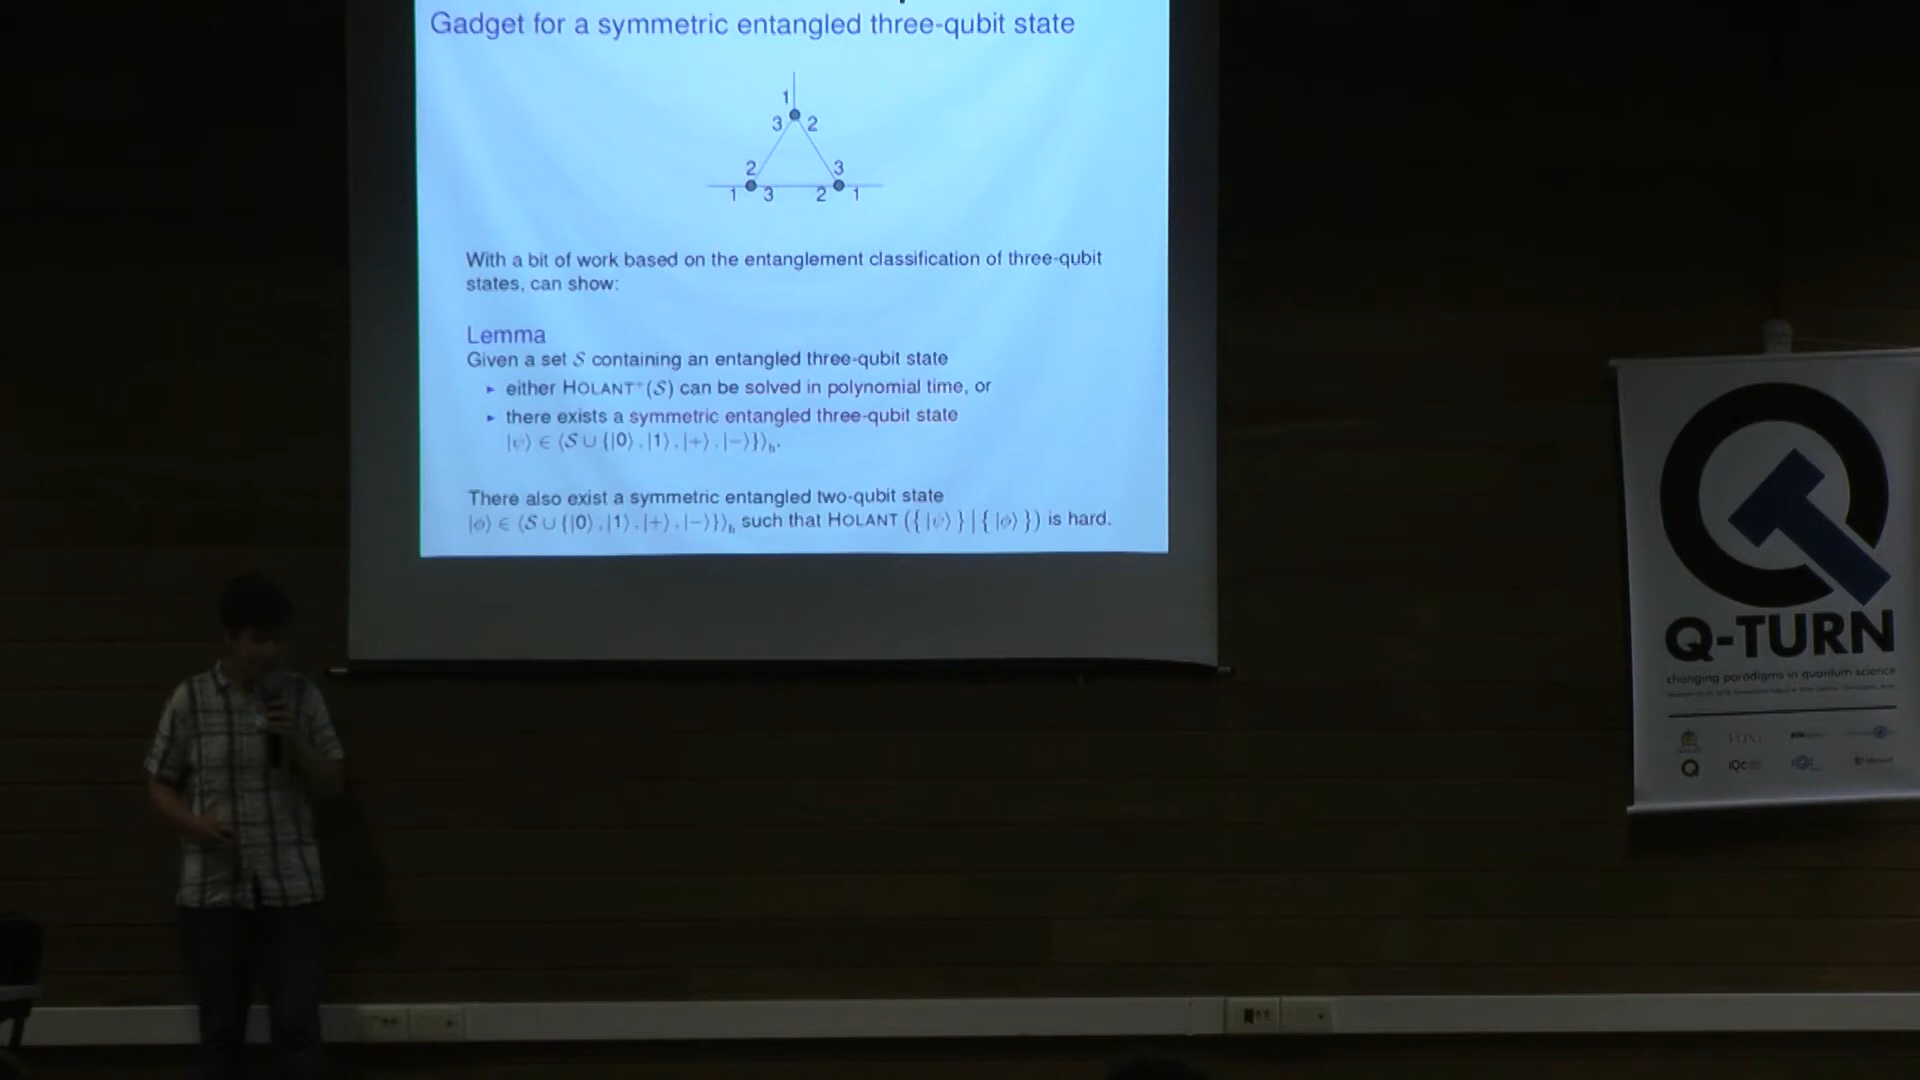 Gadget for a symmetric entangled three-qubit state
1
3 2
2 3
1 3 2 1
With a bit of work based on the entanglement classification of three-qubit
states, can show:
Lemma
Given a set S containing an entangled three-qubit state
▸ either HOLANT⁺(S) can be solved in polynomial time, or
▸ there exists a symmetric entangled three-qubit state
|ψ⟩ ∈ ⟨S ∪ {|0⟩, |1⟩, |+⟩, |−⟩}⟩ₕ.
There also exist a symmetric entangled two-qubit state
|ϕ⟩ ∈ ⟨S ∪ {|0⟩, |1⟩, |+⟩, |−⟩}⟩ₕ such that HOLANT ({ |ψ⟩ } | { |ϕ⟩ }) is hard.
Q-TURN
changing paradigms in quantum science
Q iQc